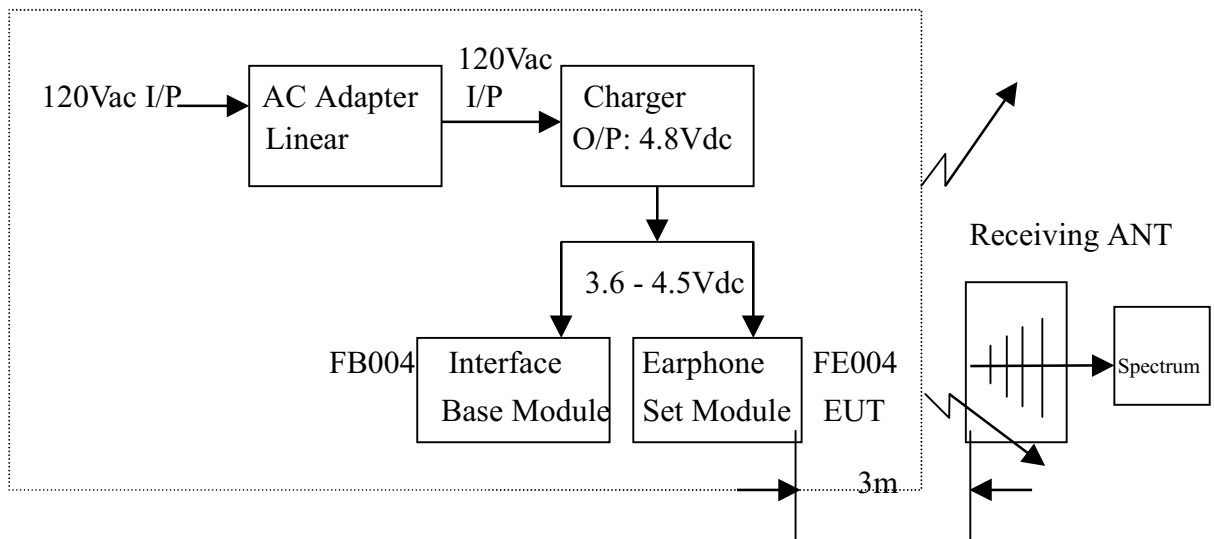 120Vac I/P
AC Adapter
Linear
120Vac
I/P
Charger
O/P: 4.8Vdc
Receiving ANT
3.6 - 4.5Vdc
FB004
Interface
Base Module
Earphone
Set Module
FE004
EUT
Spectrum
3m